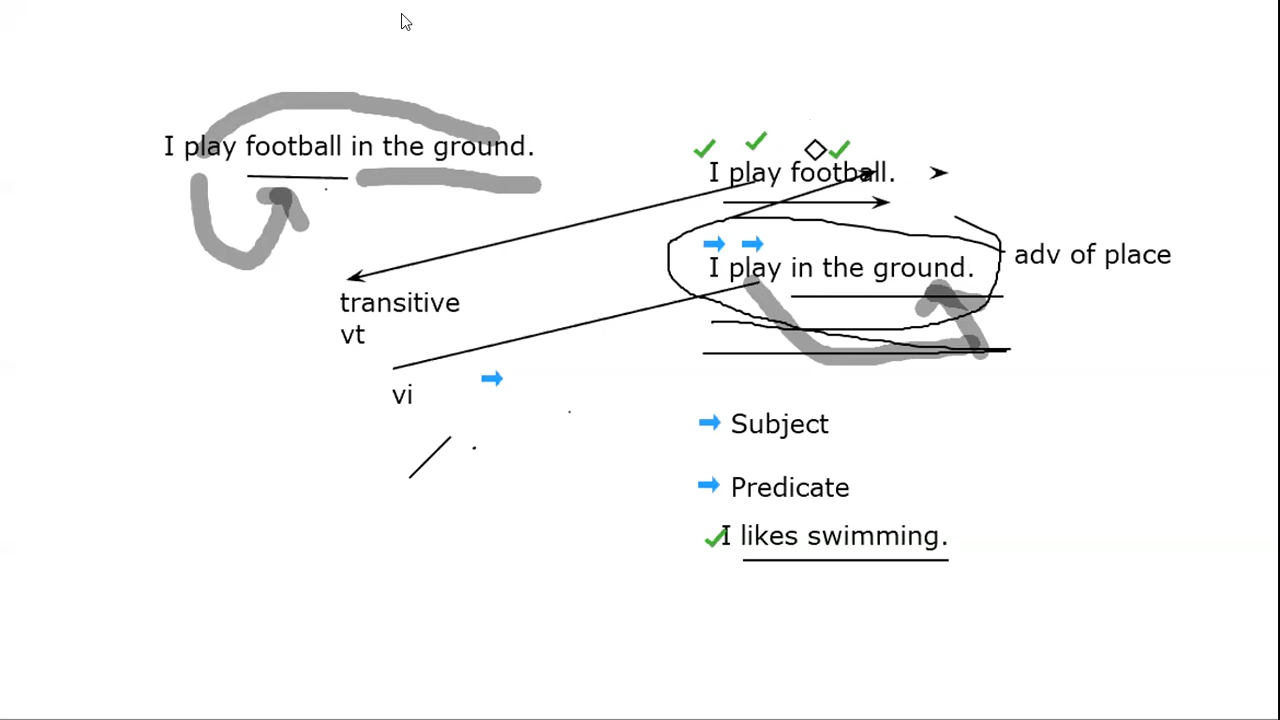 I play football in the ground.
I play football.
I play in the ground.
adv of place
transitive
vt
vi
Subject
Predicate
I likes swimming.